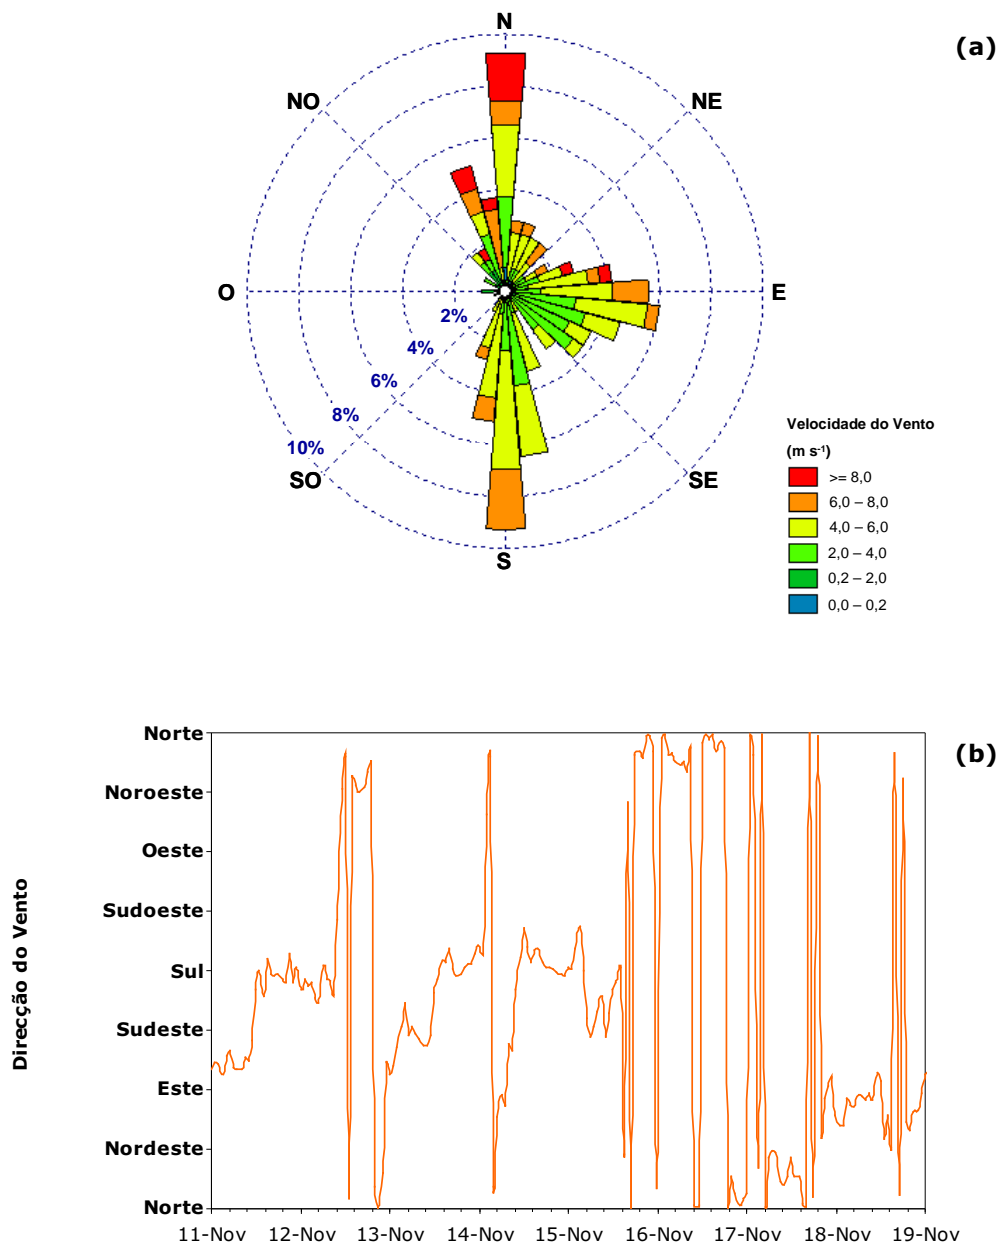 N
(a)
NO
NE
O
E
2%
4%
6%
8%
10%
SO
SE
S
Velocidade do Vento
(m s-1)
>= 8,0
6,0 – 8,0
4,0 – 6,0
2,0 – 4,0
0,2 – 2,0
0,0 – 0,2
(b)
Direcção do Vento
Norte
Noroeste
Oeste
Sudoeste
Sul
Sudeste
Este
Nordeste
Norte
11-Nov 12-Nov 13-Nov 14-Nov 15-Nov 16-Nov 17-Nov 18-Nov 19-Nov